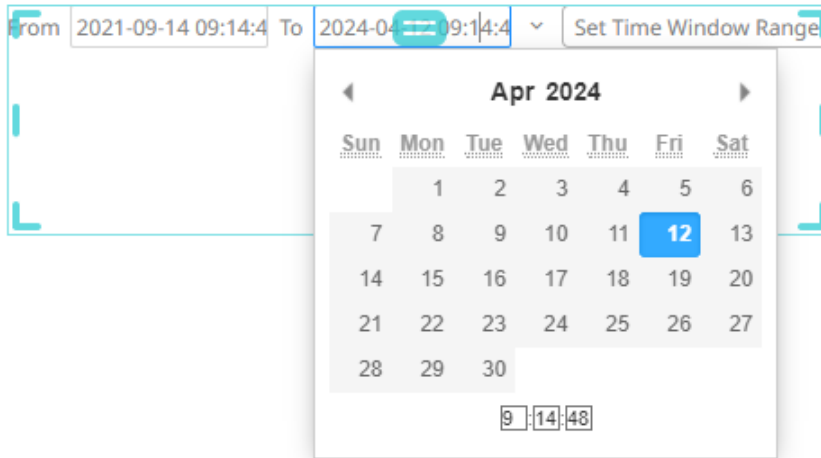 From 2021-09-14 09:14:4 To 2024-04-12 09:14:4 Set Time Window Range
Apr 2024
Sun Mon Tue Wed Thu Fri Sat
1 2 3 4 5 6
7 8 9 10 11 12 13
14 15 16 17 18 19 20
21 22 23 24 25 26 27
28 29 30
9 :14:48